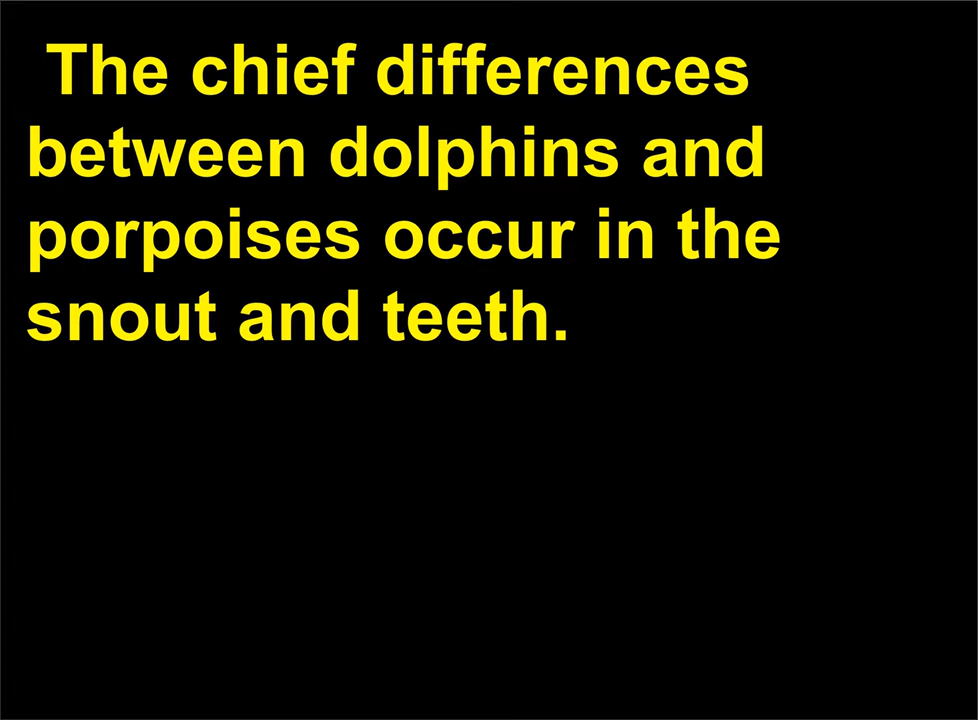 The chief differences
between dolphins and
porpoises occur in the
snout and teeth.